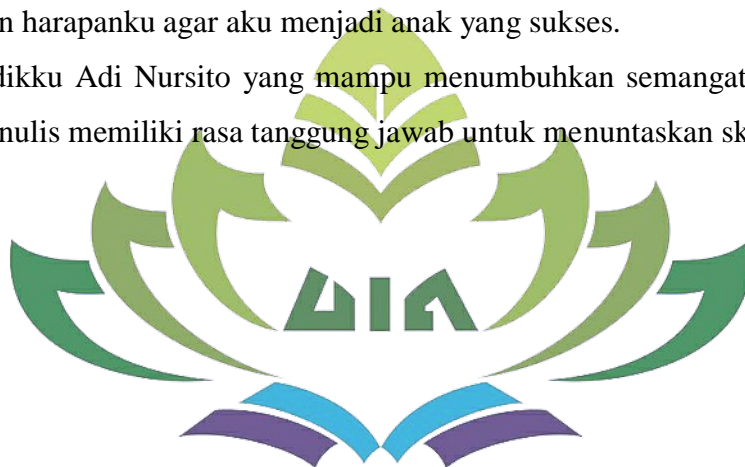 n harapanku agar aku menjadi anak yang sukses.
dikku Adi Nursito yang mampu menumbuhkan semangat
nulis memiliki rasa tanggung jawab untuk menuntaskan sk
UIN